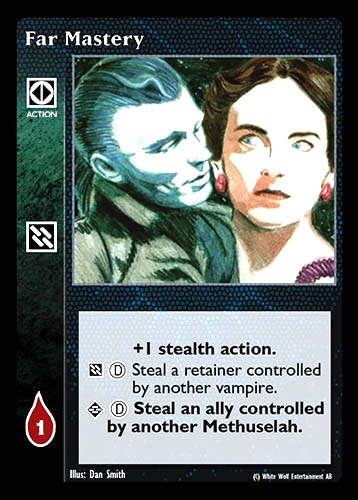 Far Mastery
ACTION
+1 stealth action.
Ⓓ Steal a retainer controlled
by another vampire.
Ⓓ Steal an ally controlled
by another Methuselah.
1
Illus: Dan Smith
(C) White Wolf Entertainment AB